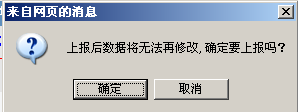 来自网页的消息
上报后数据将无法再修改,确定要上报吗?
确定
取消